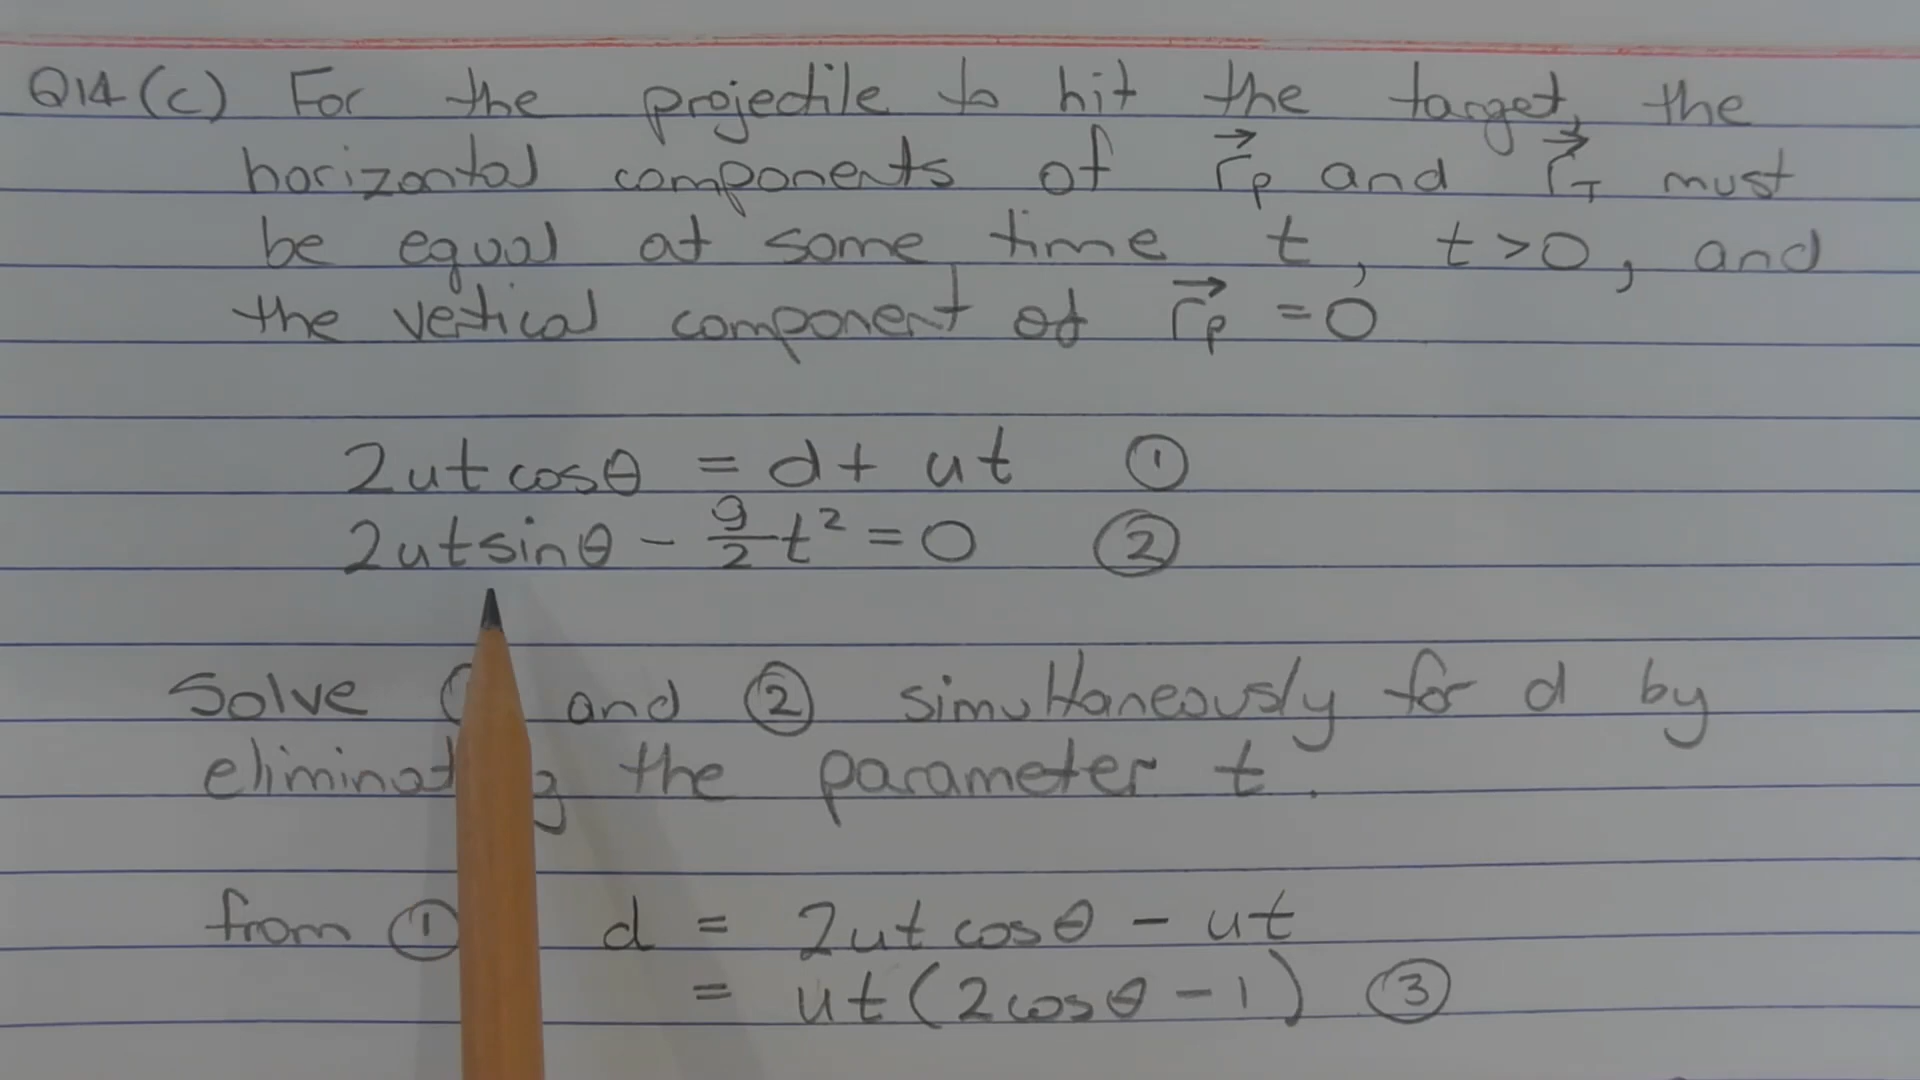 Q14 (c) For the projectile to hit the target, the
horizontal components of r⃗ₚ and r⃗_T must
be equal at some time t, t > 0, and
the vertical component of r⃗ₚ = 0
2ut cosθ = d + ut ①
2ut sinθ - g/2 t² = 0 ②
Solve and ② simultaneously for d by
the parameter t.
from ① d = 2ut cosθ - ut
= ut(2cosθ - 1) ③